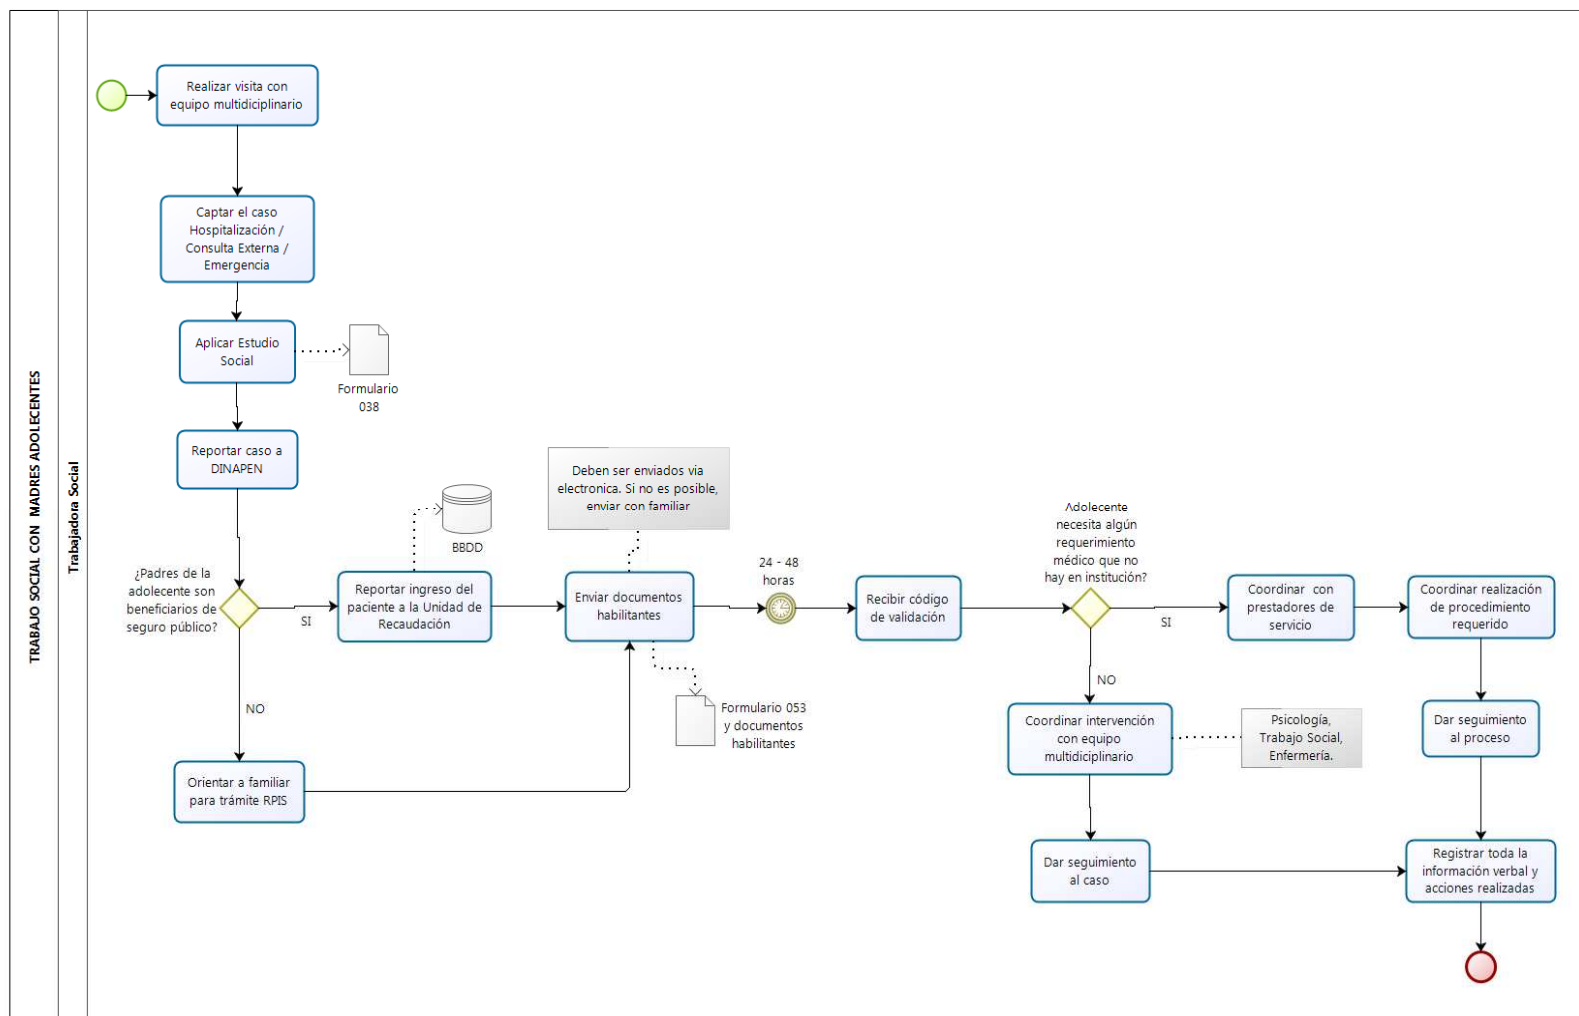 TRABAJO SOCIAL CON MADRES ADOLECENTES
Trabajadora Social
Realizar visita con
equipo multidiciplinario
Captar el caso
Hospitalización /
Consulta Externa /
Emergencia
Aplicar Estudio
Social
Formulario
038
Reportar caso a
DINAPEN
¿Padres de la
adolecente son
beneficiarios de
seguro público?
SI
NO
Reportar ingreso del
paciente a la Unidad de
Recaudación
BBDD
Orientar a familiar
para trámite RPIS
Deben ser enviados via
electronica. Si no es posible,
enviar con familiar
Enviar documentos
habilitantes
Formulario 053
y documentos
habilitantes
24 - 48
horas
Recibir código
de validación
Adolecente
necesita algún
requerimiento
médico que no
hay en institución?
SI
NO
Coordinar con
prestadores de
servicio
Coordinar realización
de procedimiento
requerido
Dar seguimiento
al proceso
Coordinar intervención
con equipo
multidiciplinario
Psicología,
Trabajo Social,
Enfermería.
Dar seguimiento
al caso
Registrar toda la
información verbal y
acciones realizadas